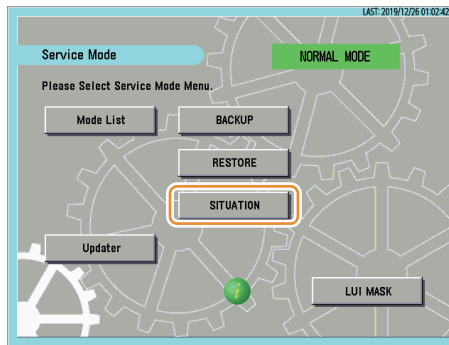 LAST: 2019/12/26 01:02:42
Service Mode
NORMAL MODE
Please Select Service Mode Menu.
Mode List
BACKUP
RESTORE
SITUATION
Updater
i
LUI MASK